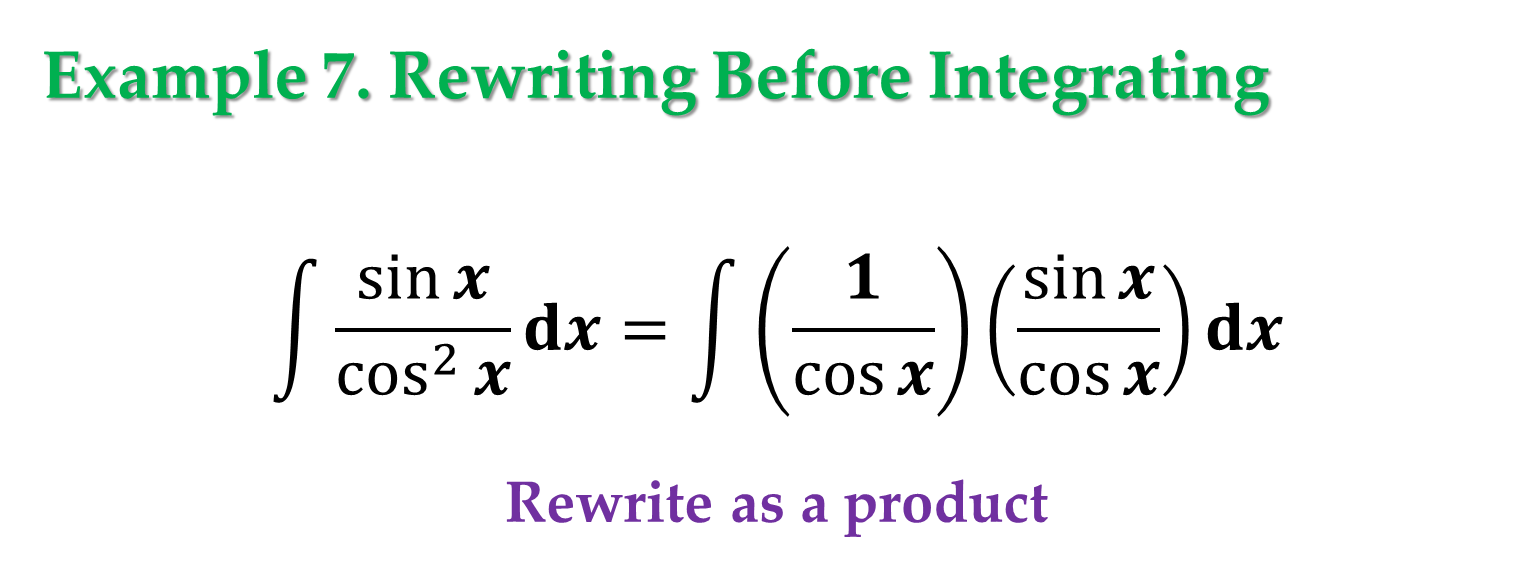 Example 7. Rewriting Before Integrating
∫ sin x / cos² x dx = ∫ (1 / cos x) (sin x / cos x) dx
Rewrite as a product